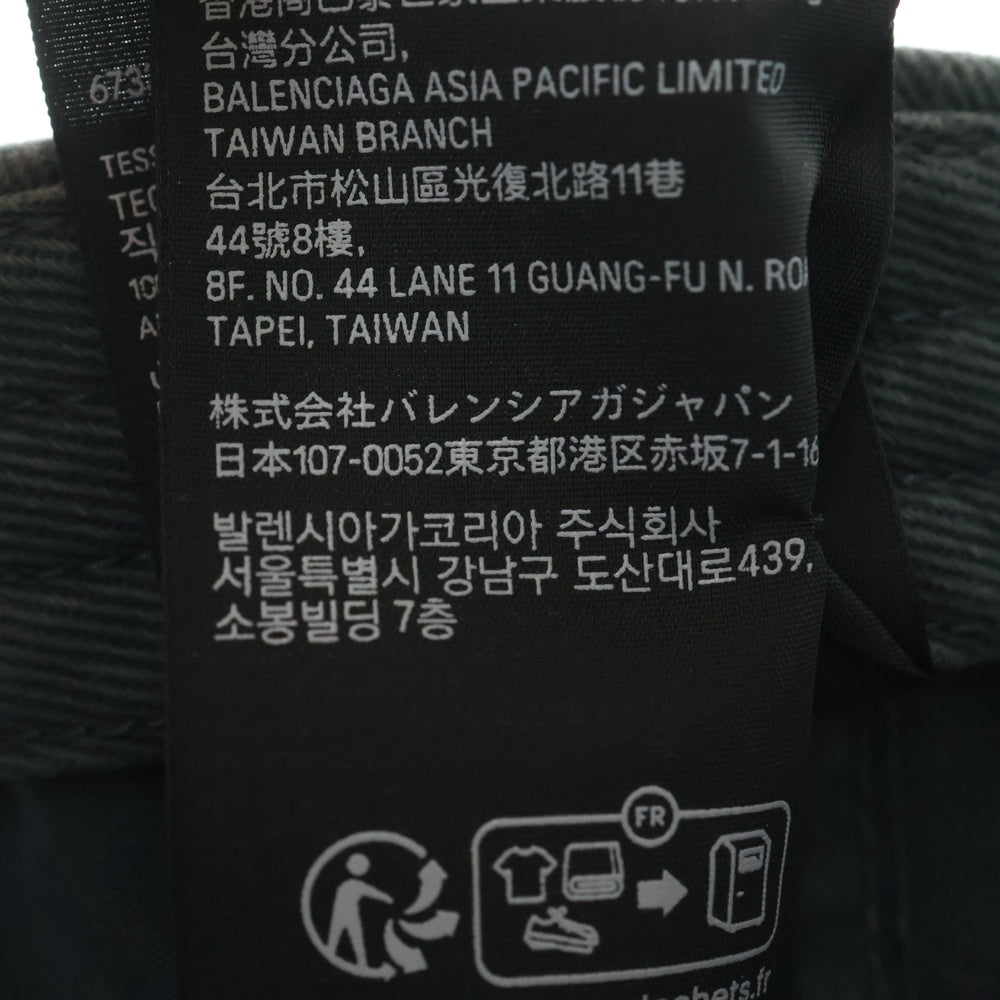 台灣分公司,
BALENCIAGA ASIA PACIFIC LIMITED
TAIWAN BRANCH
台北市松山區光復北路11巷
44號8樓,
8F. NO. 44 LANE 11 GUANG-FU N.
TAPEI, TAIWAN
株式会社バレンシアガジャパン
日本107-0052東京都港区赤坂7-1-16
발렌시아가코리아 주식회사
서울특별시 강남구 도산대로439,
소봉빌딩 7층
FR